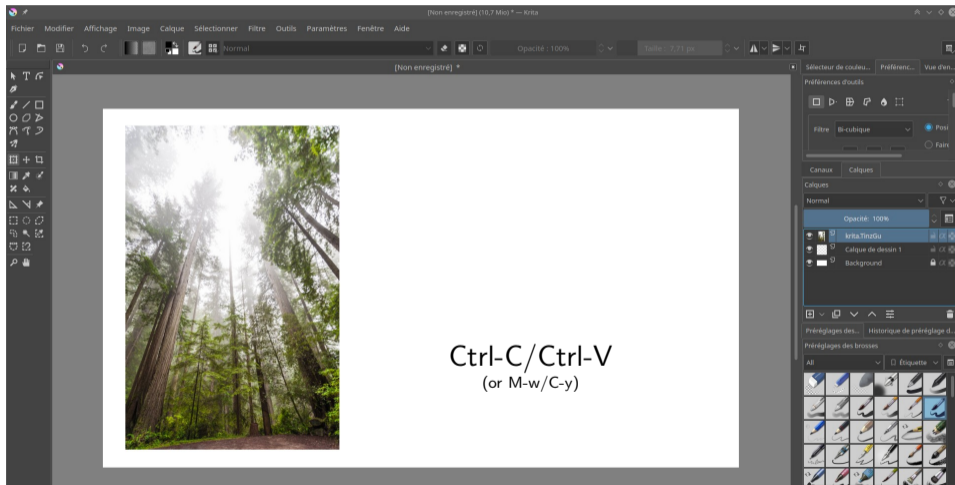 [Non enregistré] (10,7 Mio) * — Krita
Fichier Modifier Affichage Image Calque Sélectionner Filtre Outils Paramètres Fenêtre Aide
Normal Opacité : 100% Taille : 7,71 px
[Non enregistré] *
Sélecteur de couleu... Préférenc... Vue d'en...
Préférences d'outils
Filtre Bi-cubique Posi
Faire
Canaux Calques
Calques
Normal
Opacité: 100%
krita.TinzGu
Calque de dessin 1
Background
Ctrl-C/Ctrl-V
(or M-w/C-y)
Préréglages des... Historique de préréglage d...
Préréglages des brosses
All Étiquette